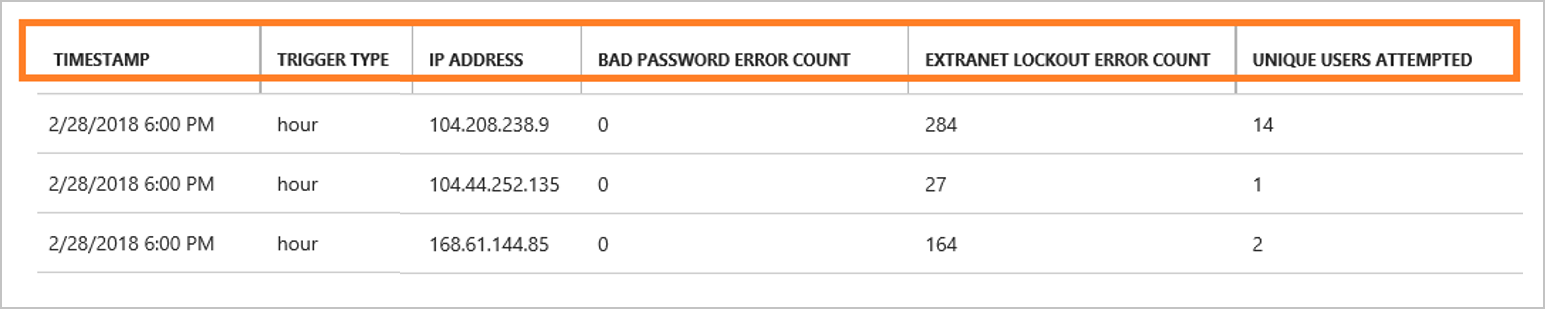 TIMESTAMP TRIGGER TYPE IP ADDRESS BAD PASSWORD ERROR COUNT EXTRANET LOCKOUT ERROR COUNT UNIQUE USERS ATTEMPTED
2/28/2018 6:00 PM hour 104.208.238.9 0 284 14
2/28/2018 6:00 PM hour 104.44.252.135 0 27 1
2/28/2018 6:00 PM hour 168.61.144.85 0 164 2